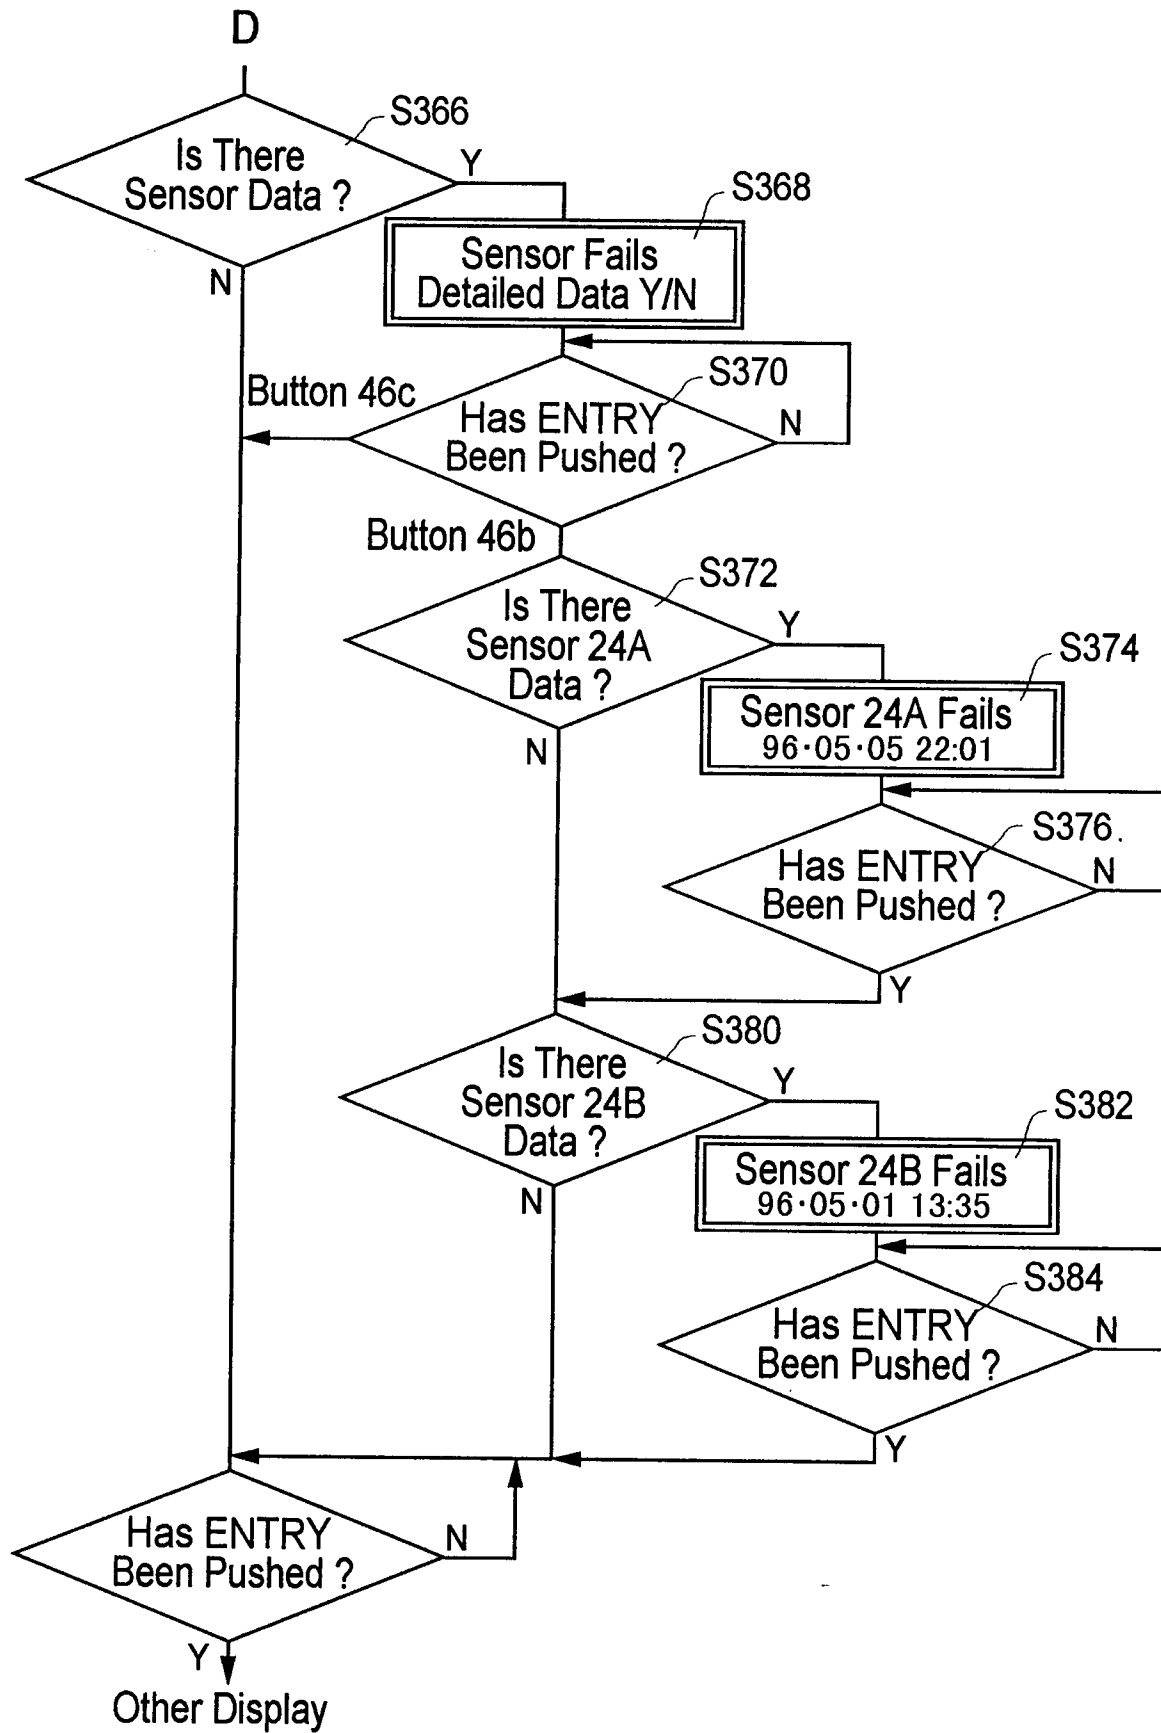 D
S366
Is There
Sensor Data ?
Y
N
S368
Sensor Fails
Detailed Data Y/N
S370
Button 46c
Has ENTRY
Been Pushed ?
N
Button 46b
S372
Is There
Sensor 24A
Data ?
Y
N
S374
Sensor 24A Fails
96·05·05 22:01
S376
Has ENTRY
Been Pushed ?
N
Y
S380
Is There
Sensor 24B
Data ?
Y
N
S382
Sensor 24B Fails
96·05·01 13:35
S384
Has ENTRY
Been Pushed ?
N
Y
Has ENTRY
Been Pushed ?
N
Y
Other Display